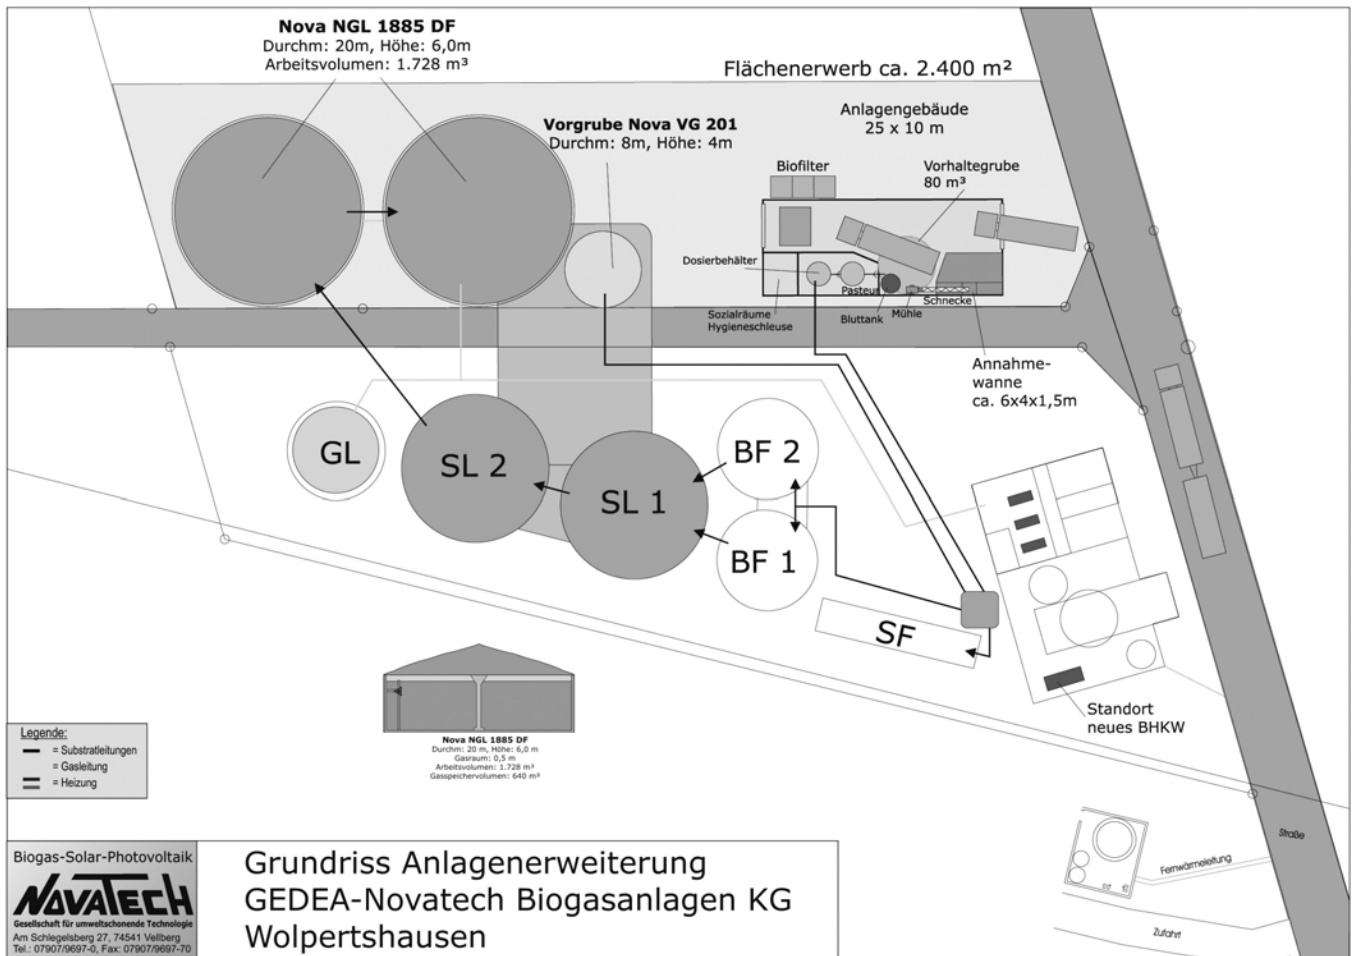 Nova NGL 1885 DF
Durchm: 20m, Höhe: 6,0m
Arbeitsvolumen: 1.728 m³
Flächenerwerb ca. 2.400 m²
Vorgrube Nova VG 201
Durchm: 8m, Höhe: 4m
Anlagengebäude
25 x 10 m
Biofilter
Vorhaltegrube
80 m³
Dosierbehälter
Pasteur
Bluttank
Mühle
Schnecke
Sozialräume
Hygieneschleuse
Annahme-
wanne
ca. 6x4x1,5m
GL
SL 2
SL 1
BF 2
BF 1
SF
Standort
neues BHKW
Nova NGL 1885 DF
Durchm: 20 m, Höhe: 6,0 m
Gasraum: 0,5 m
Arbeitsvolumen: 1.728 m³
Gasspeichervolumen: 640 m³
Legende:
= Substratleitungen
= Gasleitung
= Heizung
Straße
Fernwärmeleitung
Zufahrt
Biogas-Solar-Photovoltaik
NOVATECH
Gesellschaft für umweltschonende Technologie
Am Schlegelsberg 27, 74541 Vellberg
Tel.: 07907/9697-0, Fax: 07907/9697-70
Grundriss Anlagenerweiterung
GEDEA-Novatech Biogasanlagen KG
Wolpertshausen